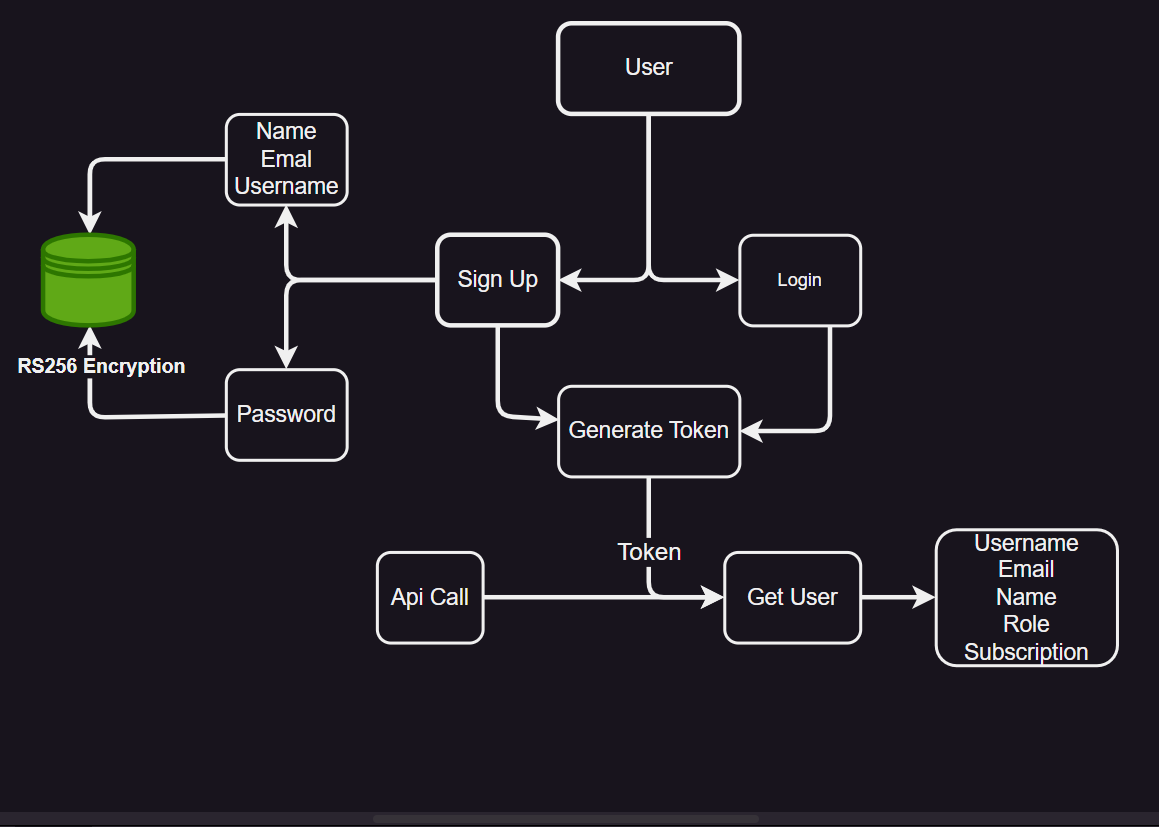 User
Name
Emal
Username
Sign Up
Login
RS256 Encryption
Password
Generate Token
Token
Api Call
Get User
Username
Email
Name
Role
Subscription